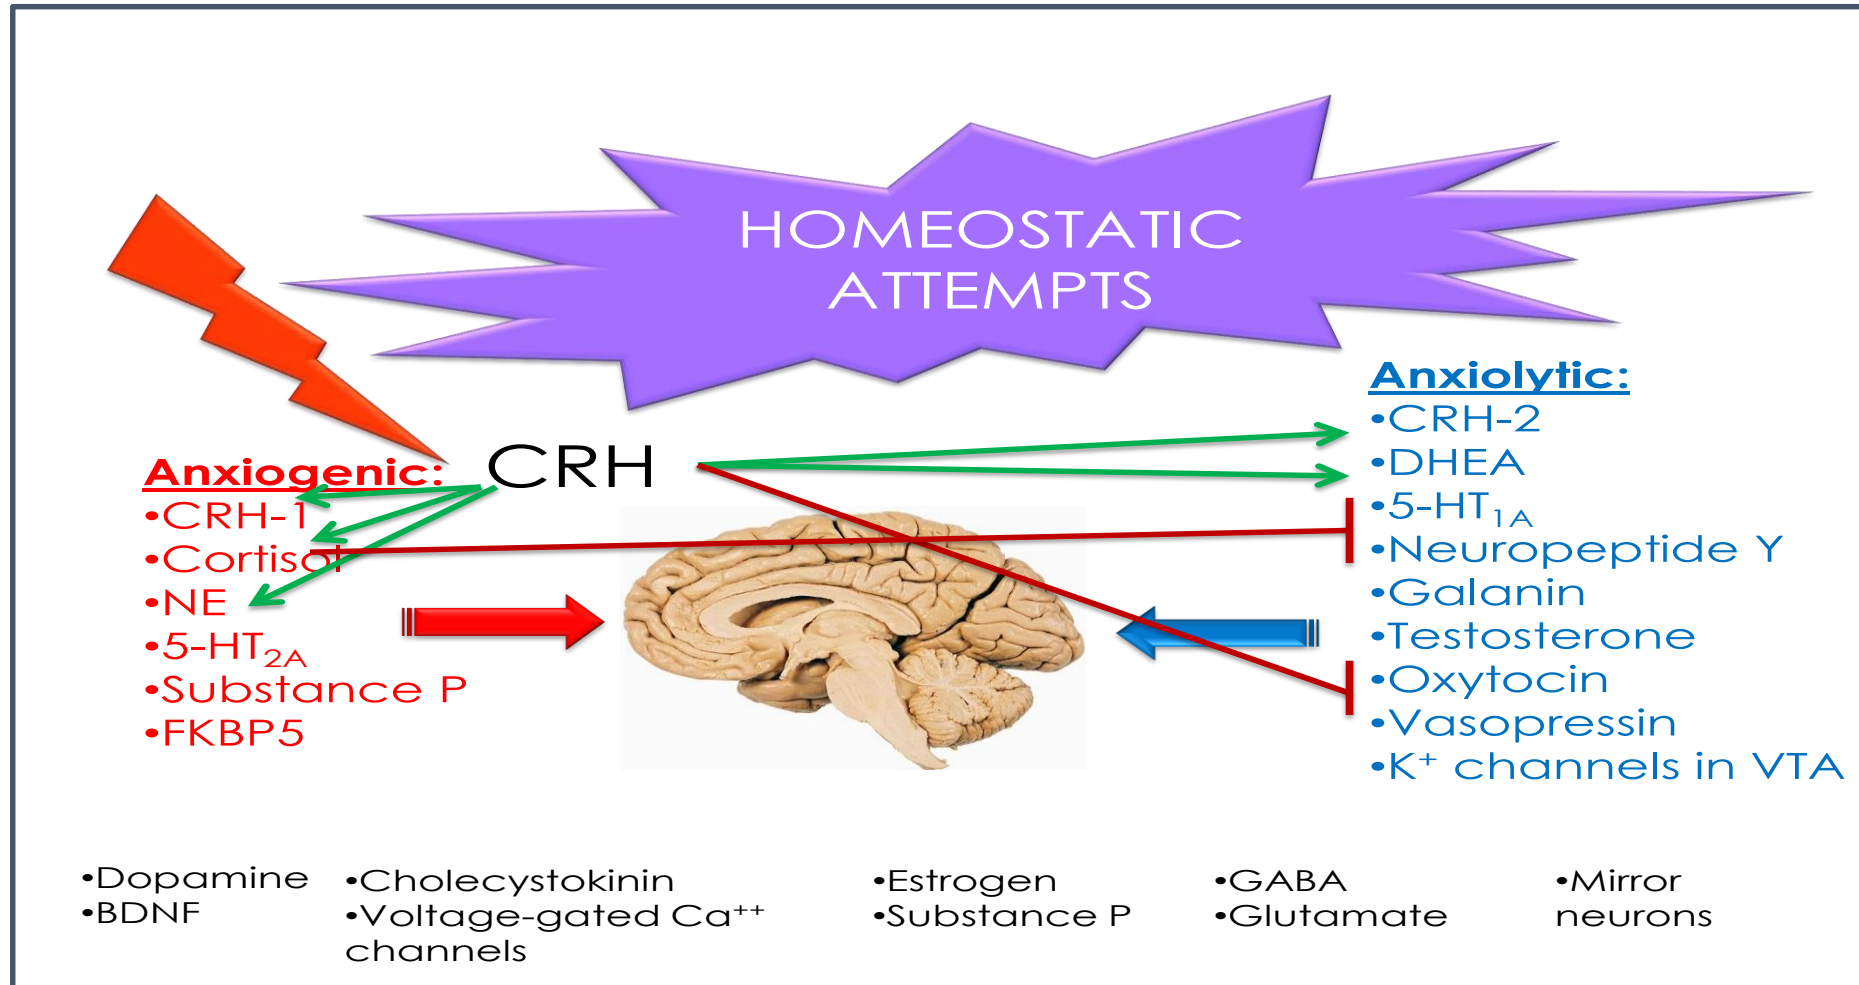 HOMEOSTATIC
ATTEMPTS
CRH
Anxiogenic:
•CRH-1
•Cortisol
•NE
•5-HT₂A
•Substance P
•FKBP5
Anxiolytic:
•CRH-2
•DHEA
•5-HT₁A
•Neuropeptide Y
•Galanin
•Testosterone
•Oxytocin
•Vasopressin
•K⁺ channels in VTA
•Dopamine
•BDNF
•Cholecystokinin
•Voltage-gated Ca⁺⁺
channels
•Estrogen
•Substance P
•GABA
•Glutamate
•Mirror
neurons